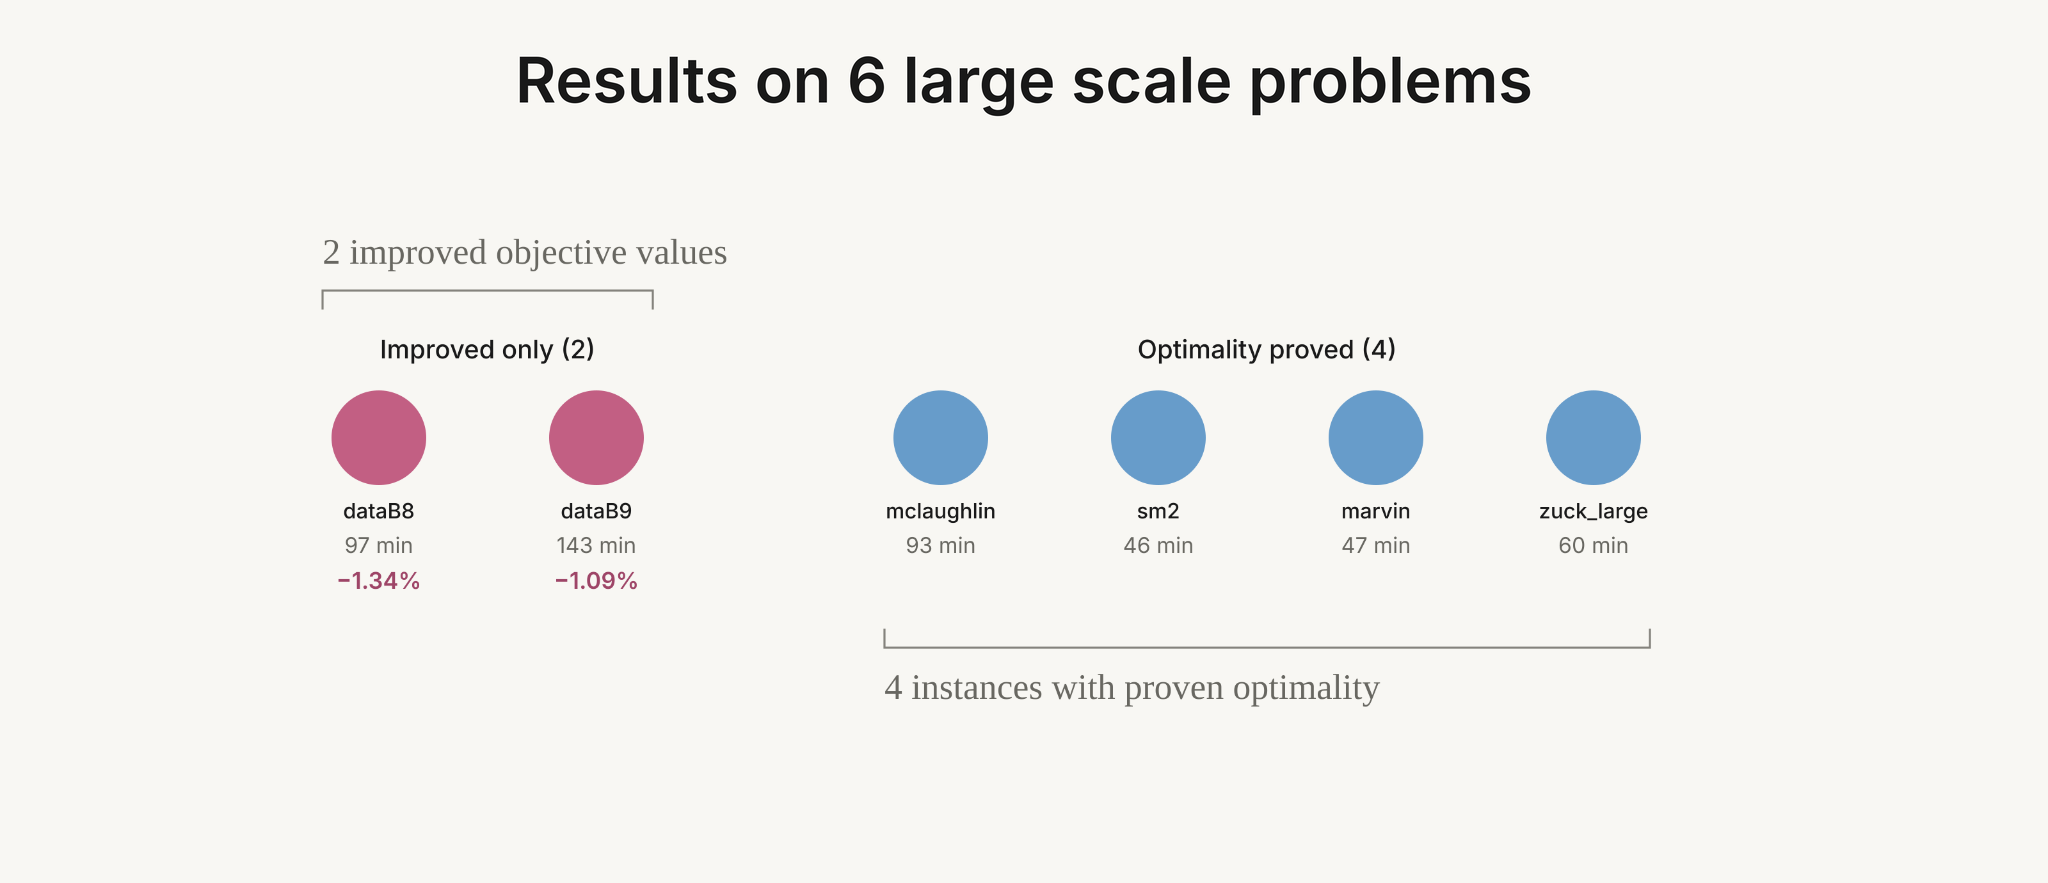 Results on 6 large scale problems
2 improved objective values
Improved only (2)
dataB8
97 min
−1.34%
dataB9
143 min
−1.09%
Optimality proved (4)
mclaughlin
93 min
sm2
46 min
marvin
47 min
zuck_large
60 min
4 instances with proven optimality